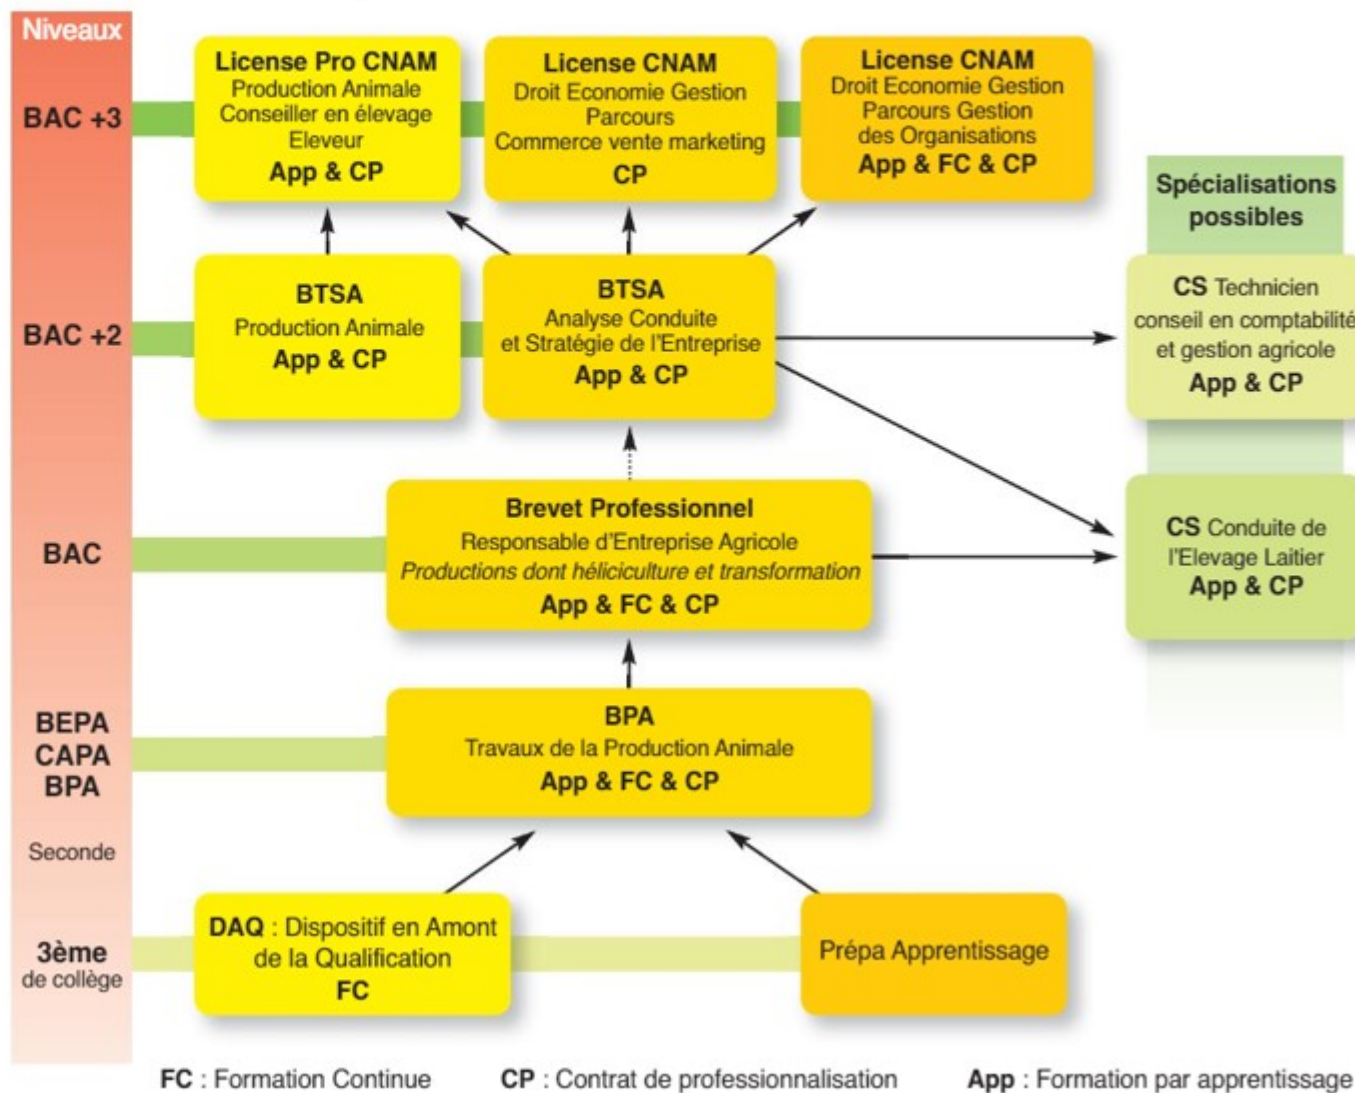 Niveaux
BAC +3
License Pro CNAM
Production Animale
Conseiller en élevage
Eleveur
App & CP
License CNAM
Droit Economie Gestion
Parcours
Commerce vente marketing
CP
License CNAM
Droit Economie Gestion
Parcours Gestion
des Organisations
App & FC & CP
Spécialisations
possibles
BAC +2
BTSA
Production Animale
App & CP
BTSA
Analyse Conduite
et Stratégie de l'Entreprise
App & CP
CS Technicien
conseil en comptabilité
et gestion agricole
App & CP
BAC
Brevet Professionnel
Responsable d'Entreprise Agricole
Productions dont héliciculture et transformation
App & FC & CP
CS Conduite de
l'Elevage Laitier
App & CP
BEPA
CAPA
BPA
BPA
Travaux de la Production Animale
App & FC & CP
Seconde
3ème
de collège
DAQ : Dispositif en Amont
de la Qualification
FC
Prépa Apprentissage
FC : Formation Continue
CP : Contrat de professionnalisation
App : Formation par apprentissage